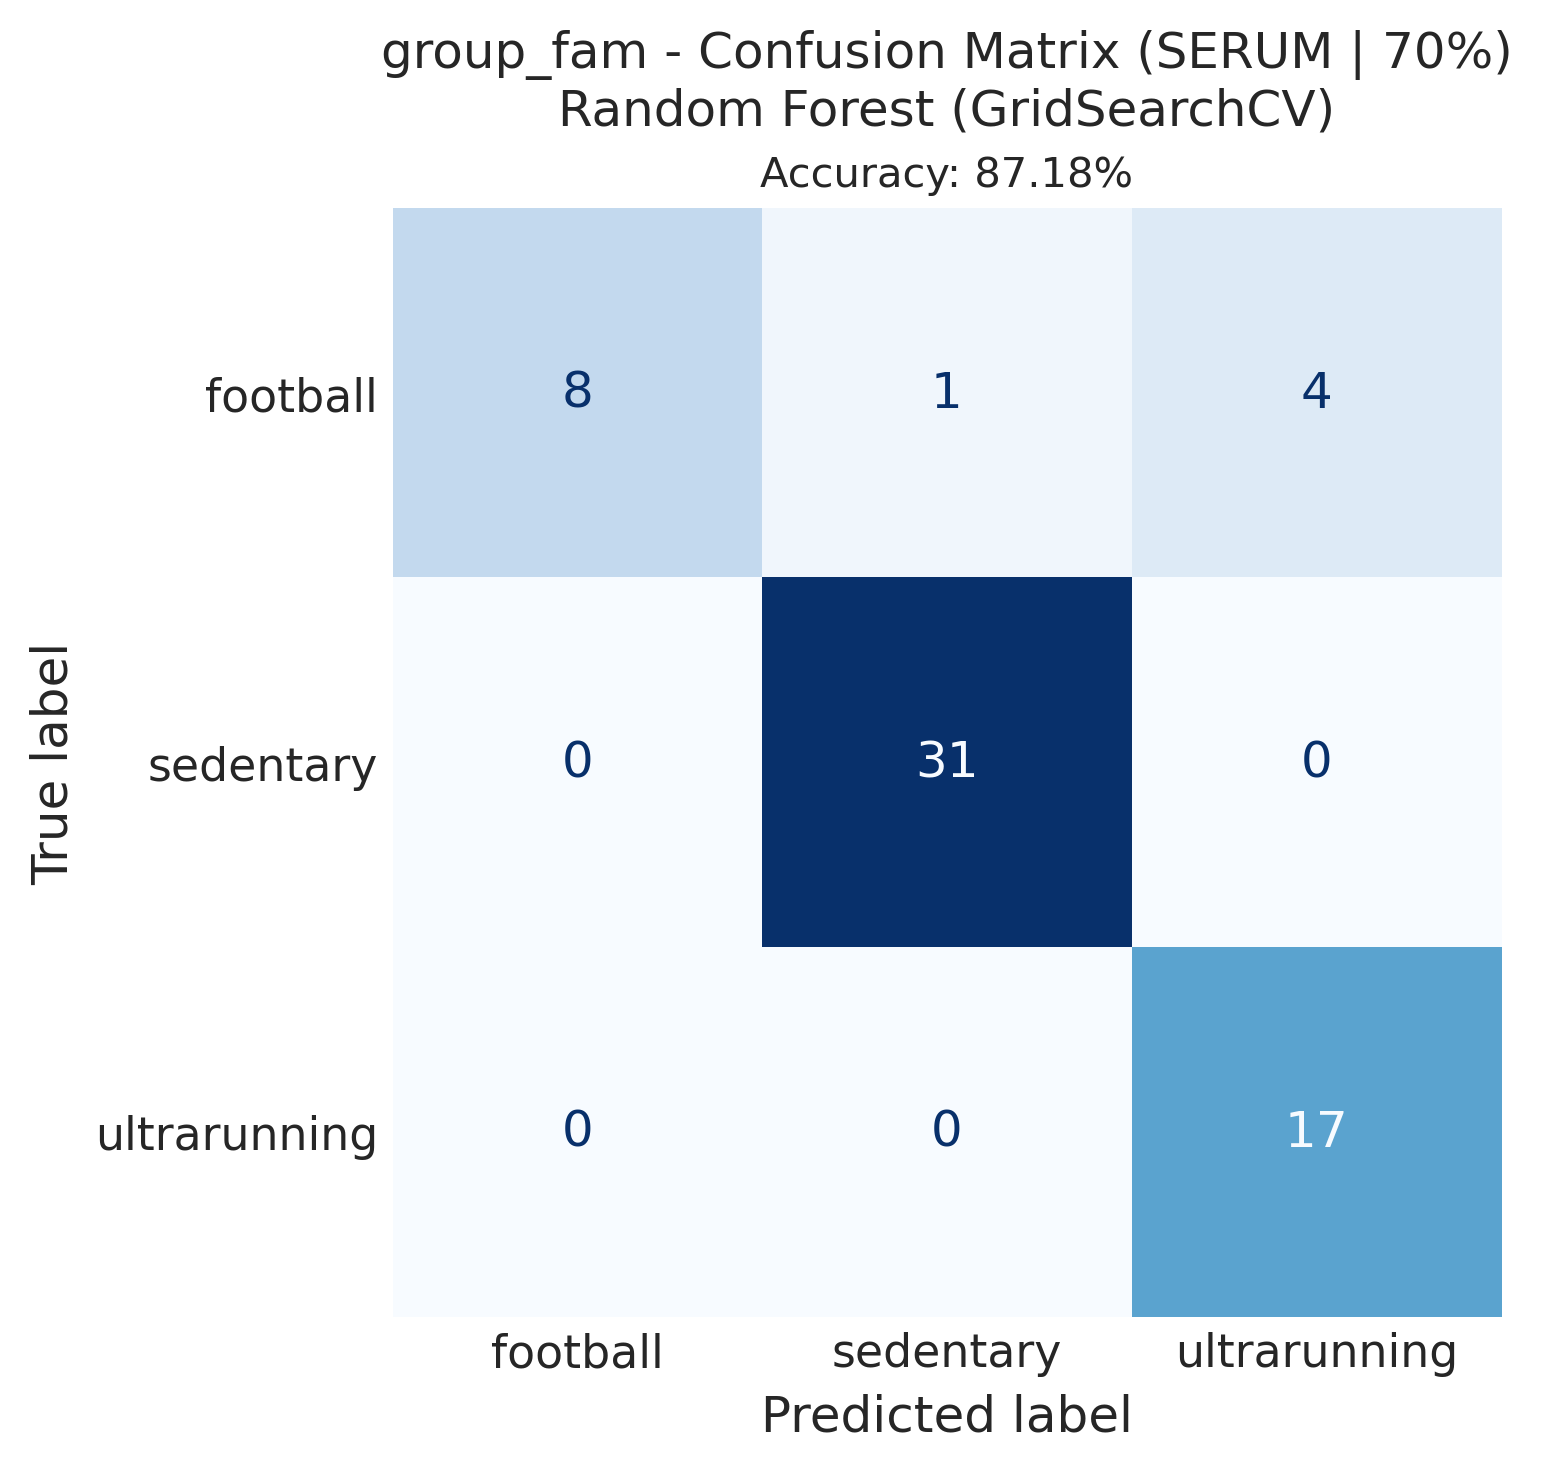 group_fam - Confusion Matrix (SERUM | 70%)
Random Forest (GridSearchCV)
Accuracy: 87.18%
True label
football 8 1 4
sedentary 0 31 0
ultrarunning 0 0 17
football sedentary ultrarunning
Predicted label